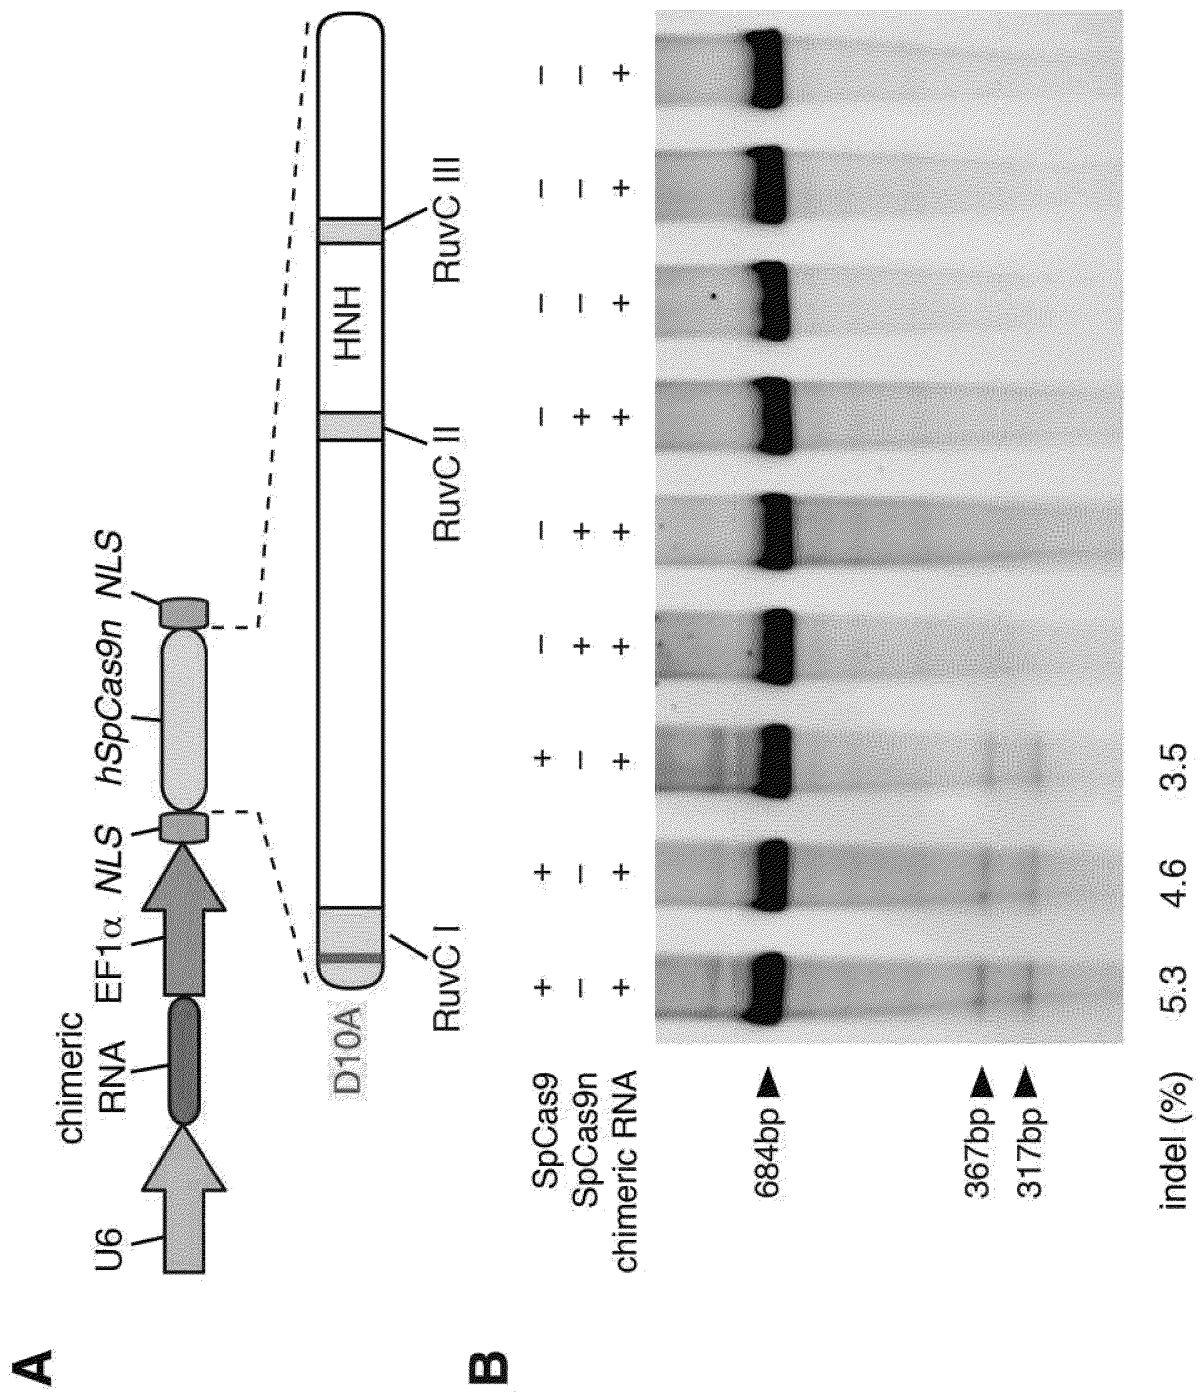 A
chimeric
U6 RNA EF1α NLS hSpCas9n NLS
D10A HNH
RuvC I RuvC II RuvC III
B
SpCas9 + + + − − − − − −
SpCas9n − − − + + + − − −
chimeric RNA + + + + + + + + +
684bp
367bp
317bp
indel (%) 5.3 4.6 3.5